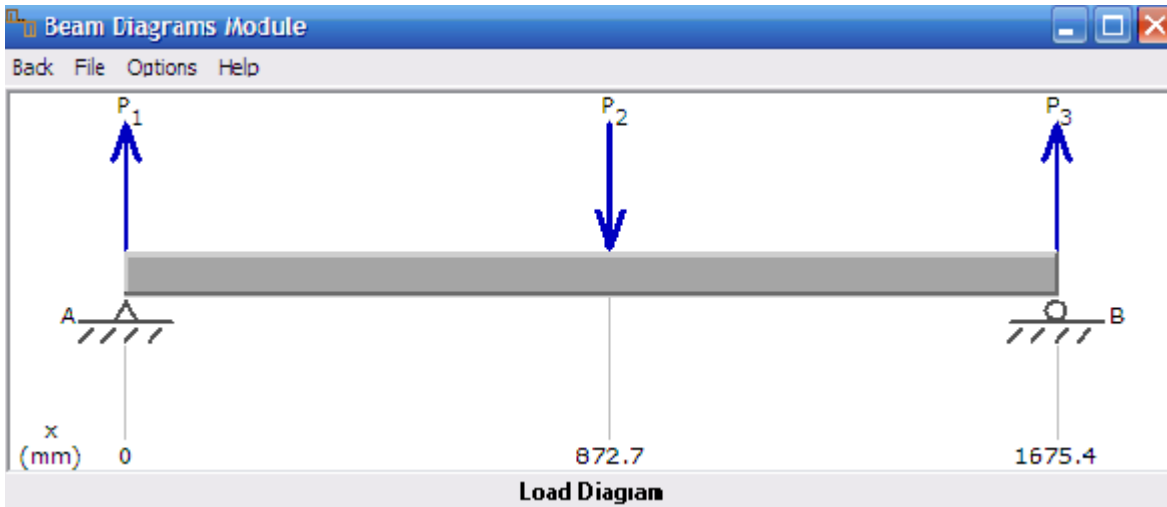 Beam Diagrams Module
Back File Options Help
P1 P2 P3
A B
x
(mm) 0 872.7 1675.4
Load Diagram